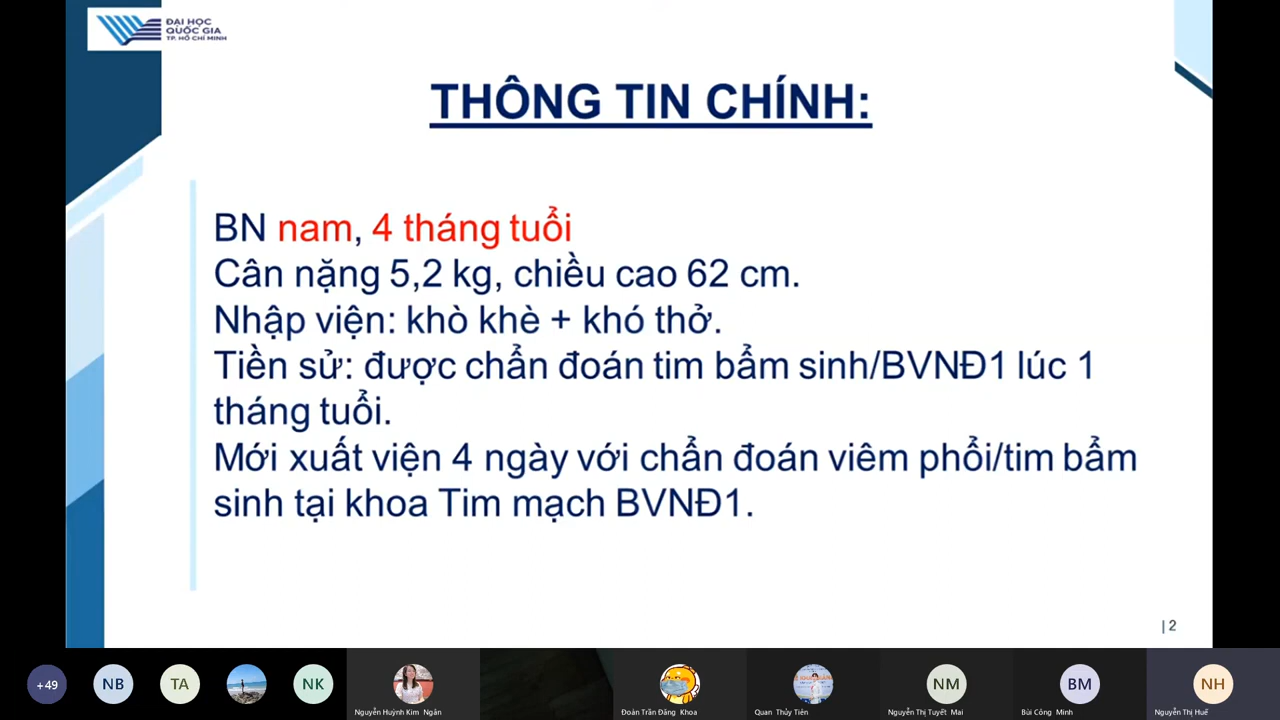 ĐẠI HỌC
QUỐC GIA
TP. HỒ CHÍ MINH
THÔNG TIN CHÍNH:
BN nam, 4 tháng tuổi
Cân nặng 5,2 kg, chiều cao 62 cm.
Nhập viện: khò khè + khó thở.
Tiền sử: được chẩn đoán tim bẩm sinh/BVNĐ1 lúc 1
tháng tuổi.
Mới xuất viện 4 ngày với chẩn đoán viêm phổi/tim bẩm
sinh tại khoa Tim mạch BVNĐ1.
| 2
+49
NB
TA
NK
NM
BM
NH
Nguyễn Huỳnh Kim Ngân
Đoàn Trần Đăng Khoa
Quan Thủy Tiên
Nguyễn Thị Tuyết Mai
Bùi Công Minh
Nguyễn Thị Huế